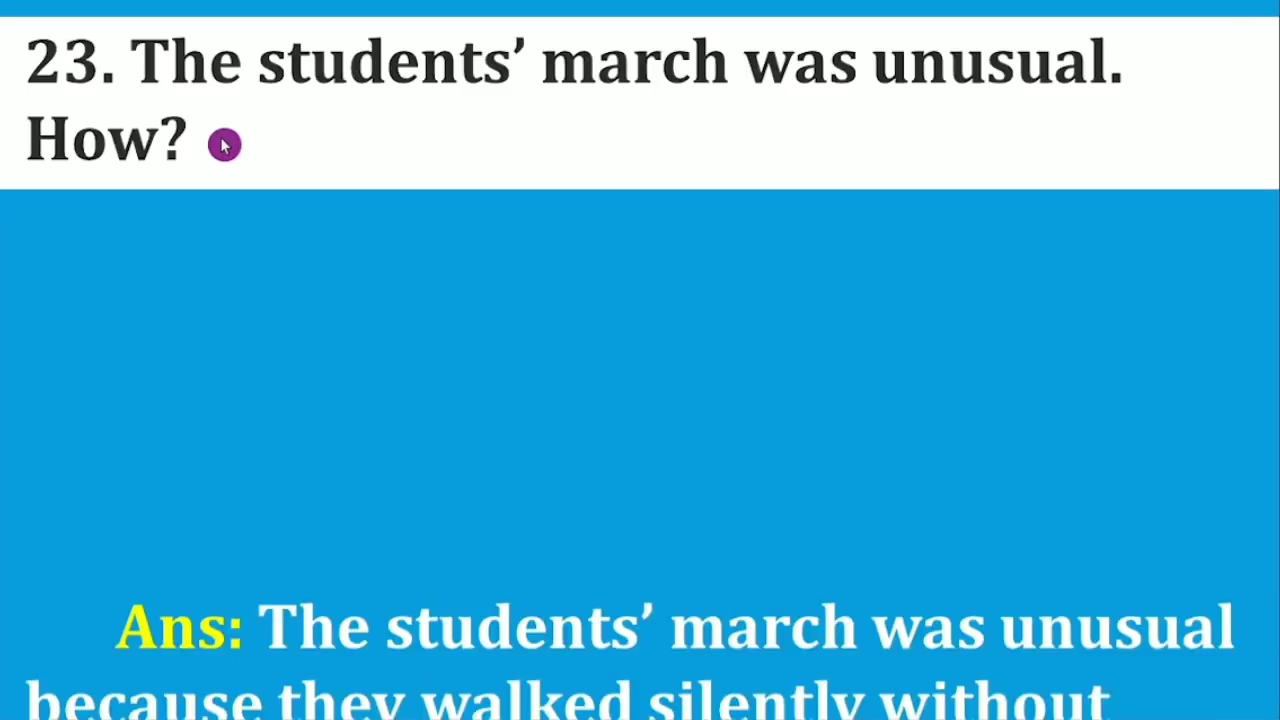 23. The students’ march was unusual.
How?
Ans: The students’ march was unusual
because they walked silently without